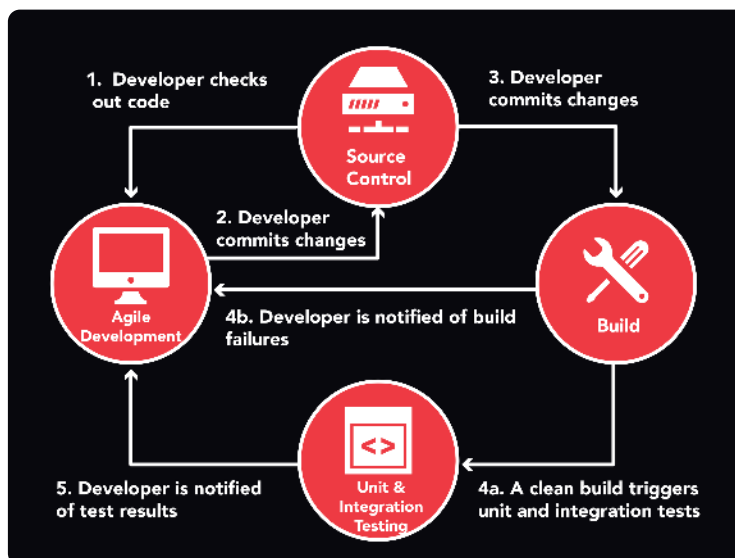 1. Developer checks
out code
Source
Control
3. Developer
commits changes
2. Developer
commits changes
Agile
Development
4b. Developer is notified of build
failures
Build
5. Developer is notified
of test results
Unit &
Integration
Testing
< >
4a. A clean build triggers
unit and integration tests